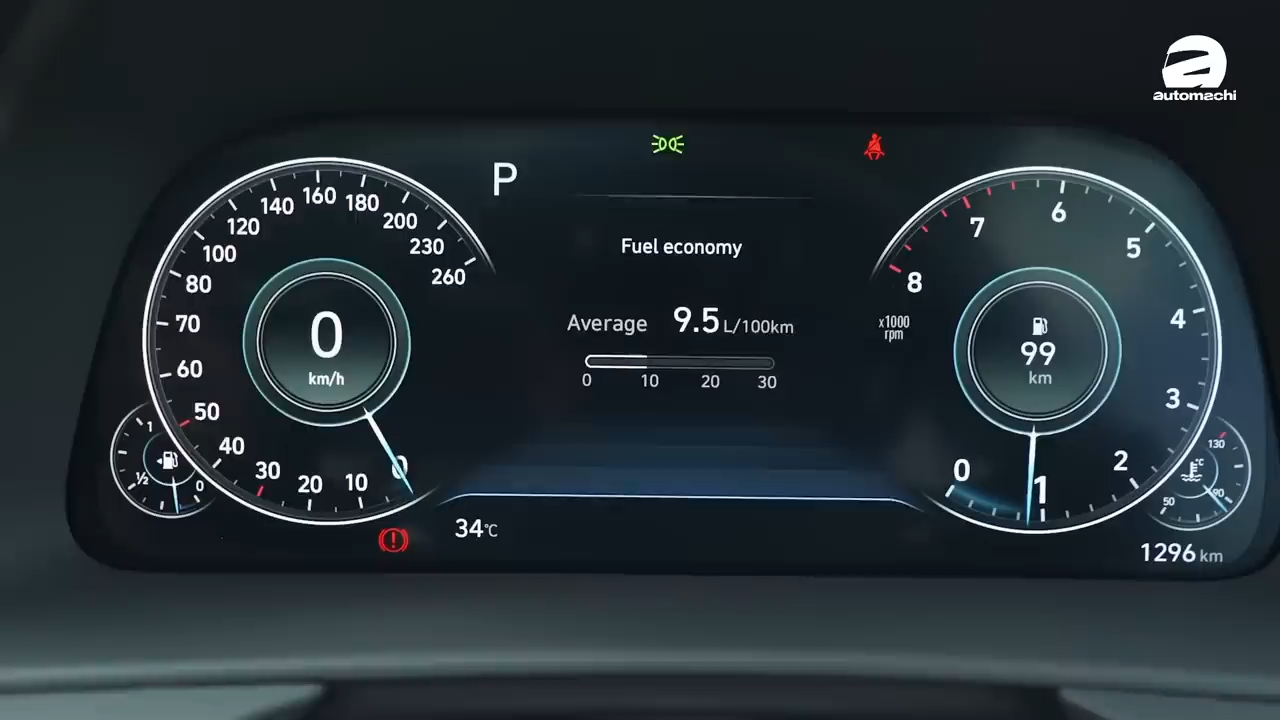 automachi
P
160
140
180
120
200
100
230
80
260
70
60
50
40
30
20
10
0
0
km/h
Fuel economy
Average 9.5 L/100km
0 10 20 30
6
7
5
8
4
x1000
rpm
3
2
0
1
99
km
1
½
0
130
°C
90
50
34°C
1296 km